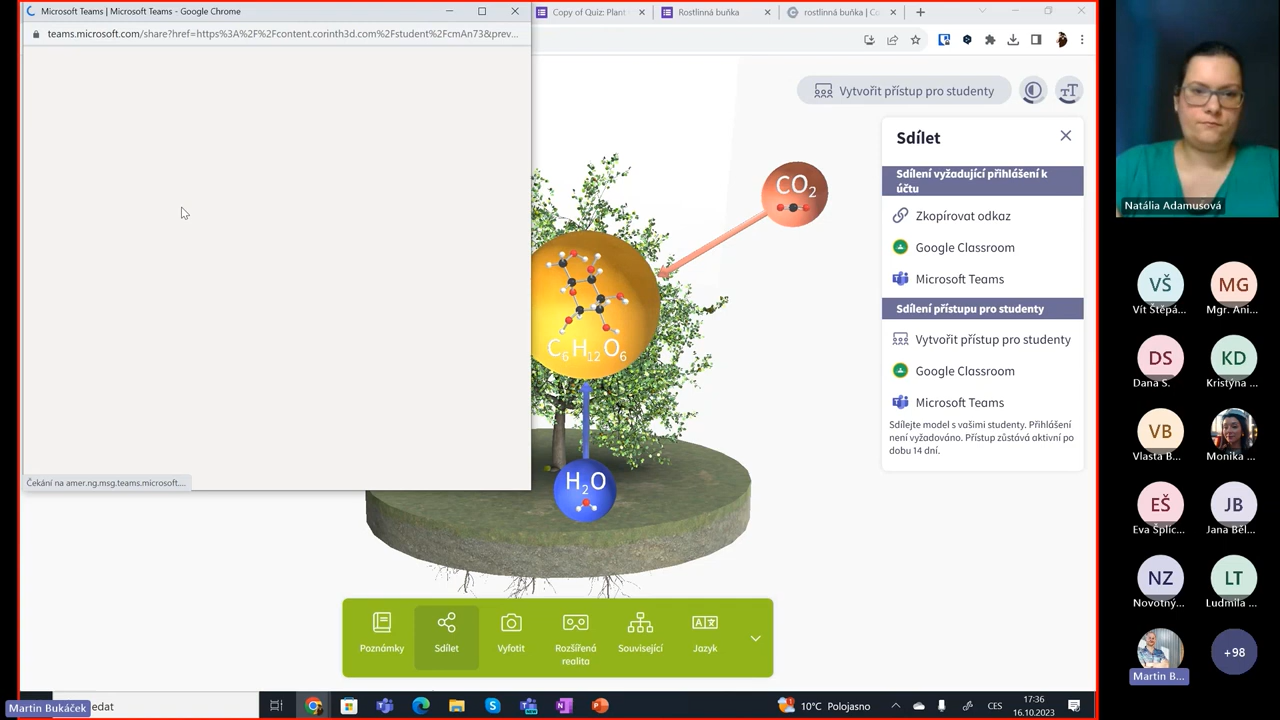 Microsoft Teams | Microsoft Teams - Google Chrome
teams.microsoft.com/share?href=https%3A%2F%2Fcontent.corinth3d.com%2Fstudent%2FcmAn73&prev...
Copy of Quiz: Plant
Rostlinná buňka
rostlinná buňka | Co
Vytvořit přístup pro studenty
Sdílet
Sdílení vyžadující přihlášení k
účtu
Zkopírovat odkaz
Google Classroom
Microsoft Teams
Sdílení přístupu pro studenty
Vytvořit přístup pro studenty
Google Classroom
Microsoft Teams
Sdílejte model s vašimi studenty. Přihlášení
není vyžadováno. Přístup zůstává aktivní po
dobu 14 dní.
CO₂
C₆H₁₂O₆
H₂O
Čekání na amer.ng.msg.teams.microsoft....
Poznámky
Sdílet
Vyfotit
Rozšířená
realita
Související
Jazyk
edat
10°C Polojasno
CES
17:36
16.10.2023
Martin Bukáček
Natália Adamušová
VŠ
Vít Štěpá...
MG
Mgr. Ani...
DS
Dana S.
KD
Kristýna ...
VB
Vlasta B...
Monika ...
EŠ
Eva Šplíc...
JB
Jana Běl...
NZ
Novotný...
LT
Ludmila ...
Martin B...
+98